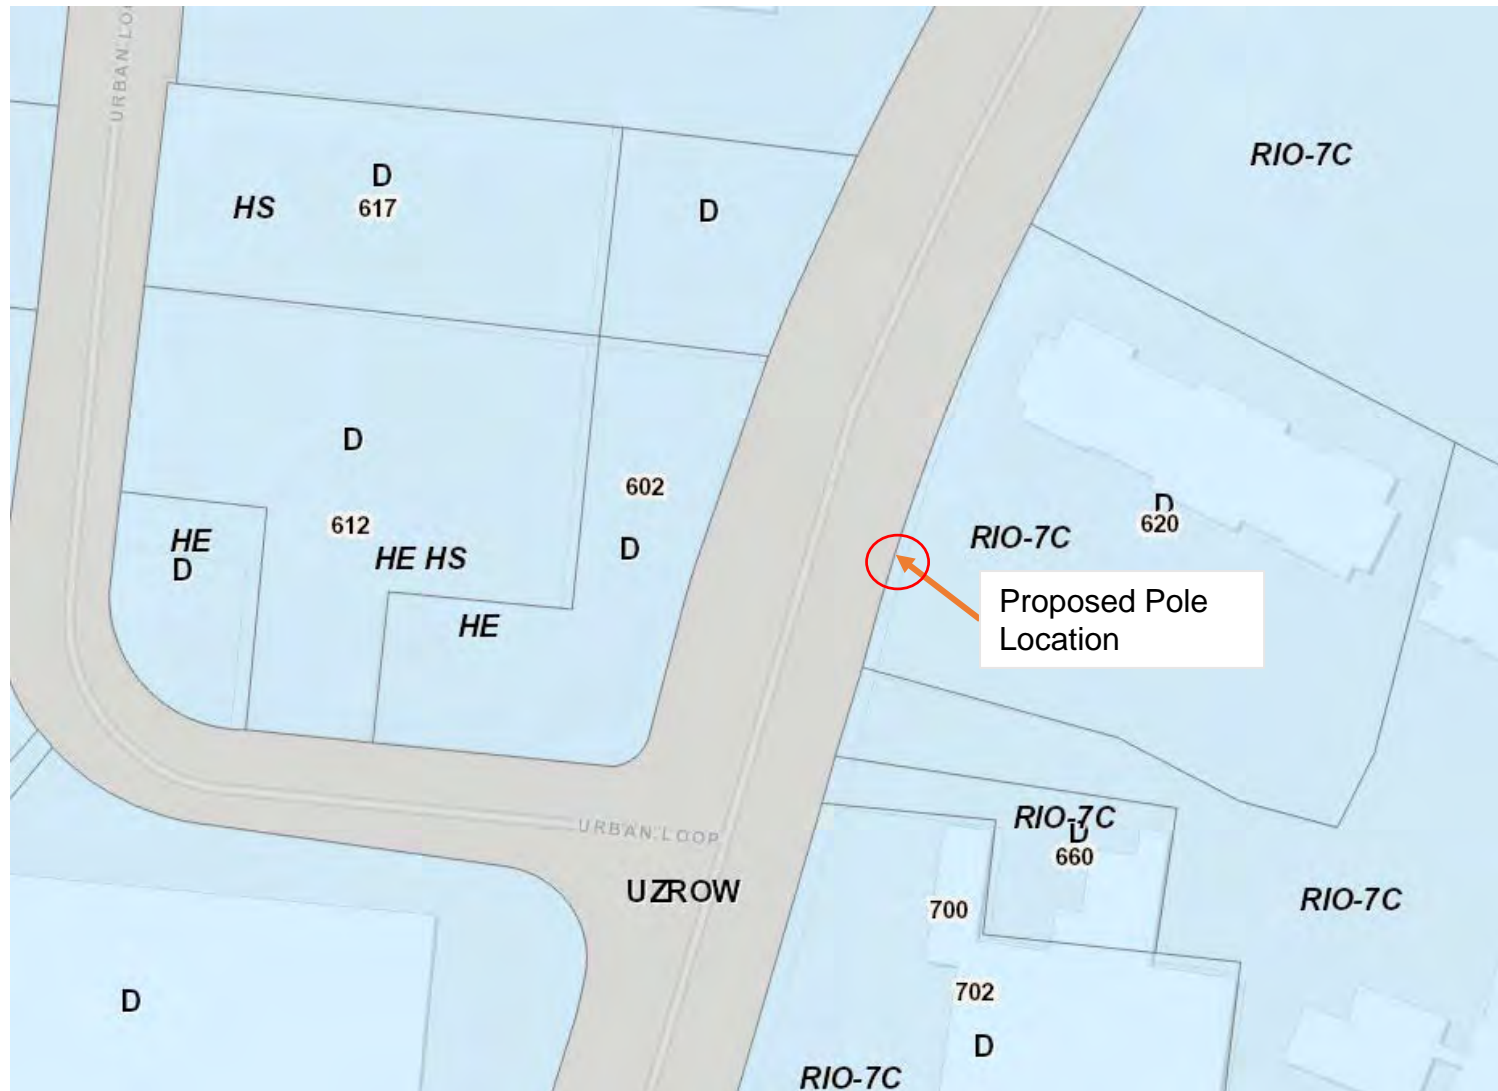 URBAN LOOP
RIO-7C
D
HS
617
D
D
602
D
612
HE HS
D
HE
D
HE
RIO-7C
D
620
Proposed Pole
Location
URBAN LOOP
UZROW
RIO-7C
D
660
RIO-7C
700
702
D
D
RIO-7C